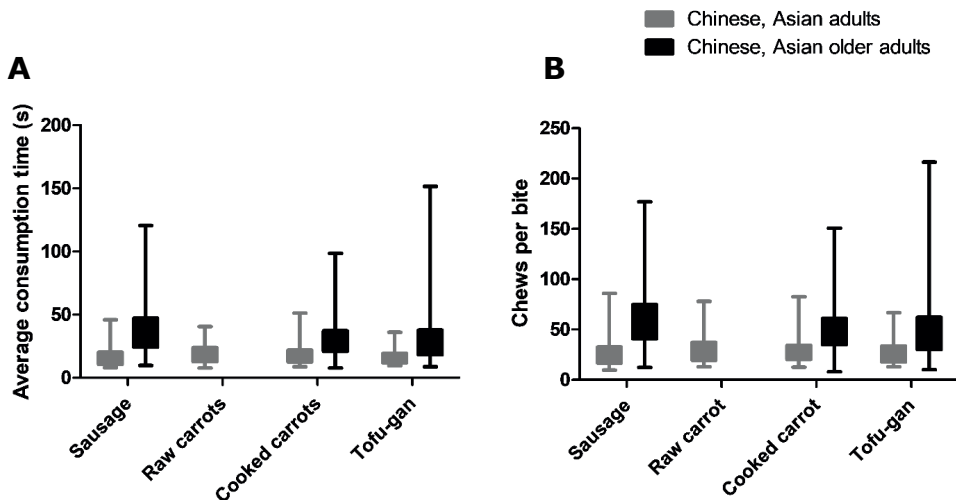 Chinese, Asian adults
Chinese, Asian older adults
A
B
Average consumption time (s)
200
150
100
50
0
Sausage
Raw carrots
Cooked carrots
Tofu-gan
Chews per bite
250
200
150
100
50
0
Sausage
Raw carrot
Cooked carrot
Tofu-gan